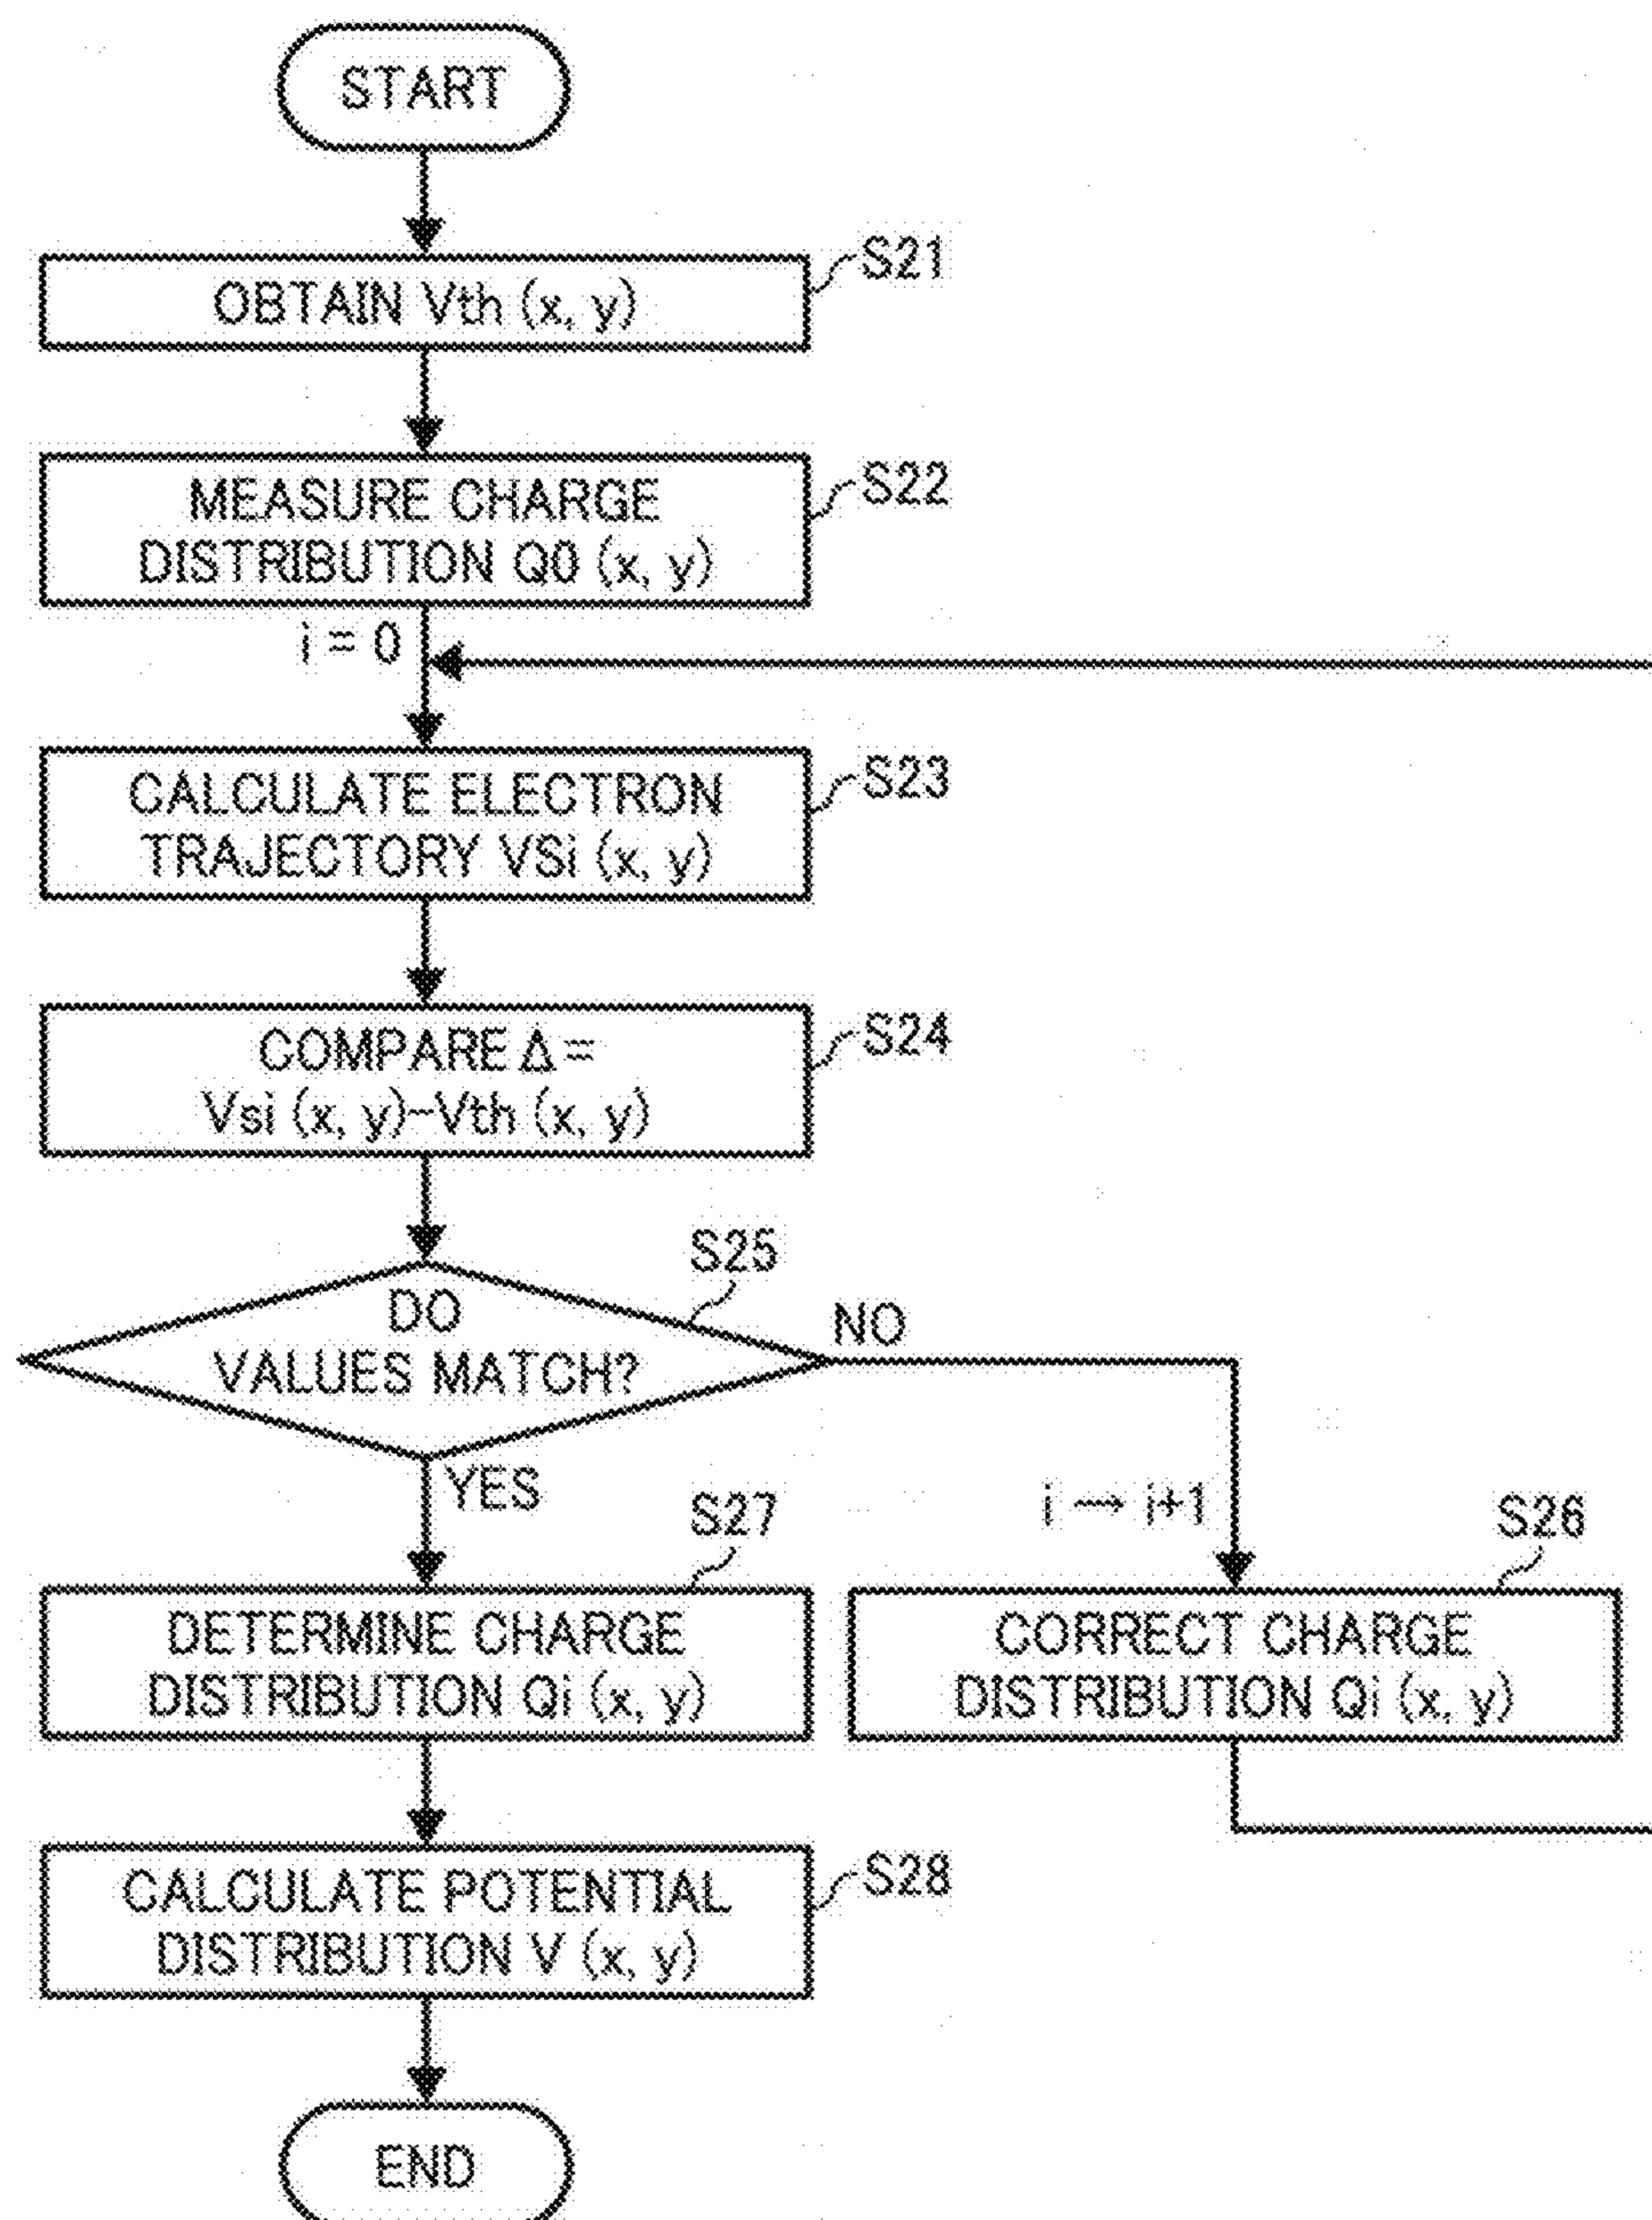 START
S21
OBTAIN Vth (x, y)
S22
MEASURE CHARGE
DISTRIBUTION Q0 (x, y)
i = 0
S23
CALCULATE ELECTRON
TRAJECTORY VSi (x, y)
S24
COMPARE Δ =
Vsi (x, y)-Vth (x, y)
S25
DO
VALUES MATCH?
NO
YES
i → i+1
S27
S26
DETERMINE CHARGE
DISTRIBUTION Qi (x, y)
CORRECT CHARGE
DISTRIBUTION Qi (x, y)
S28
CALCULATE POTENTIAL
DISTRIBUTION V (x, y)
END